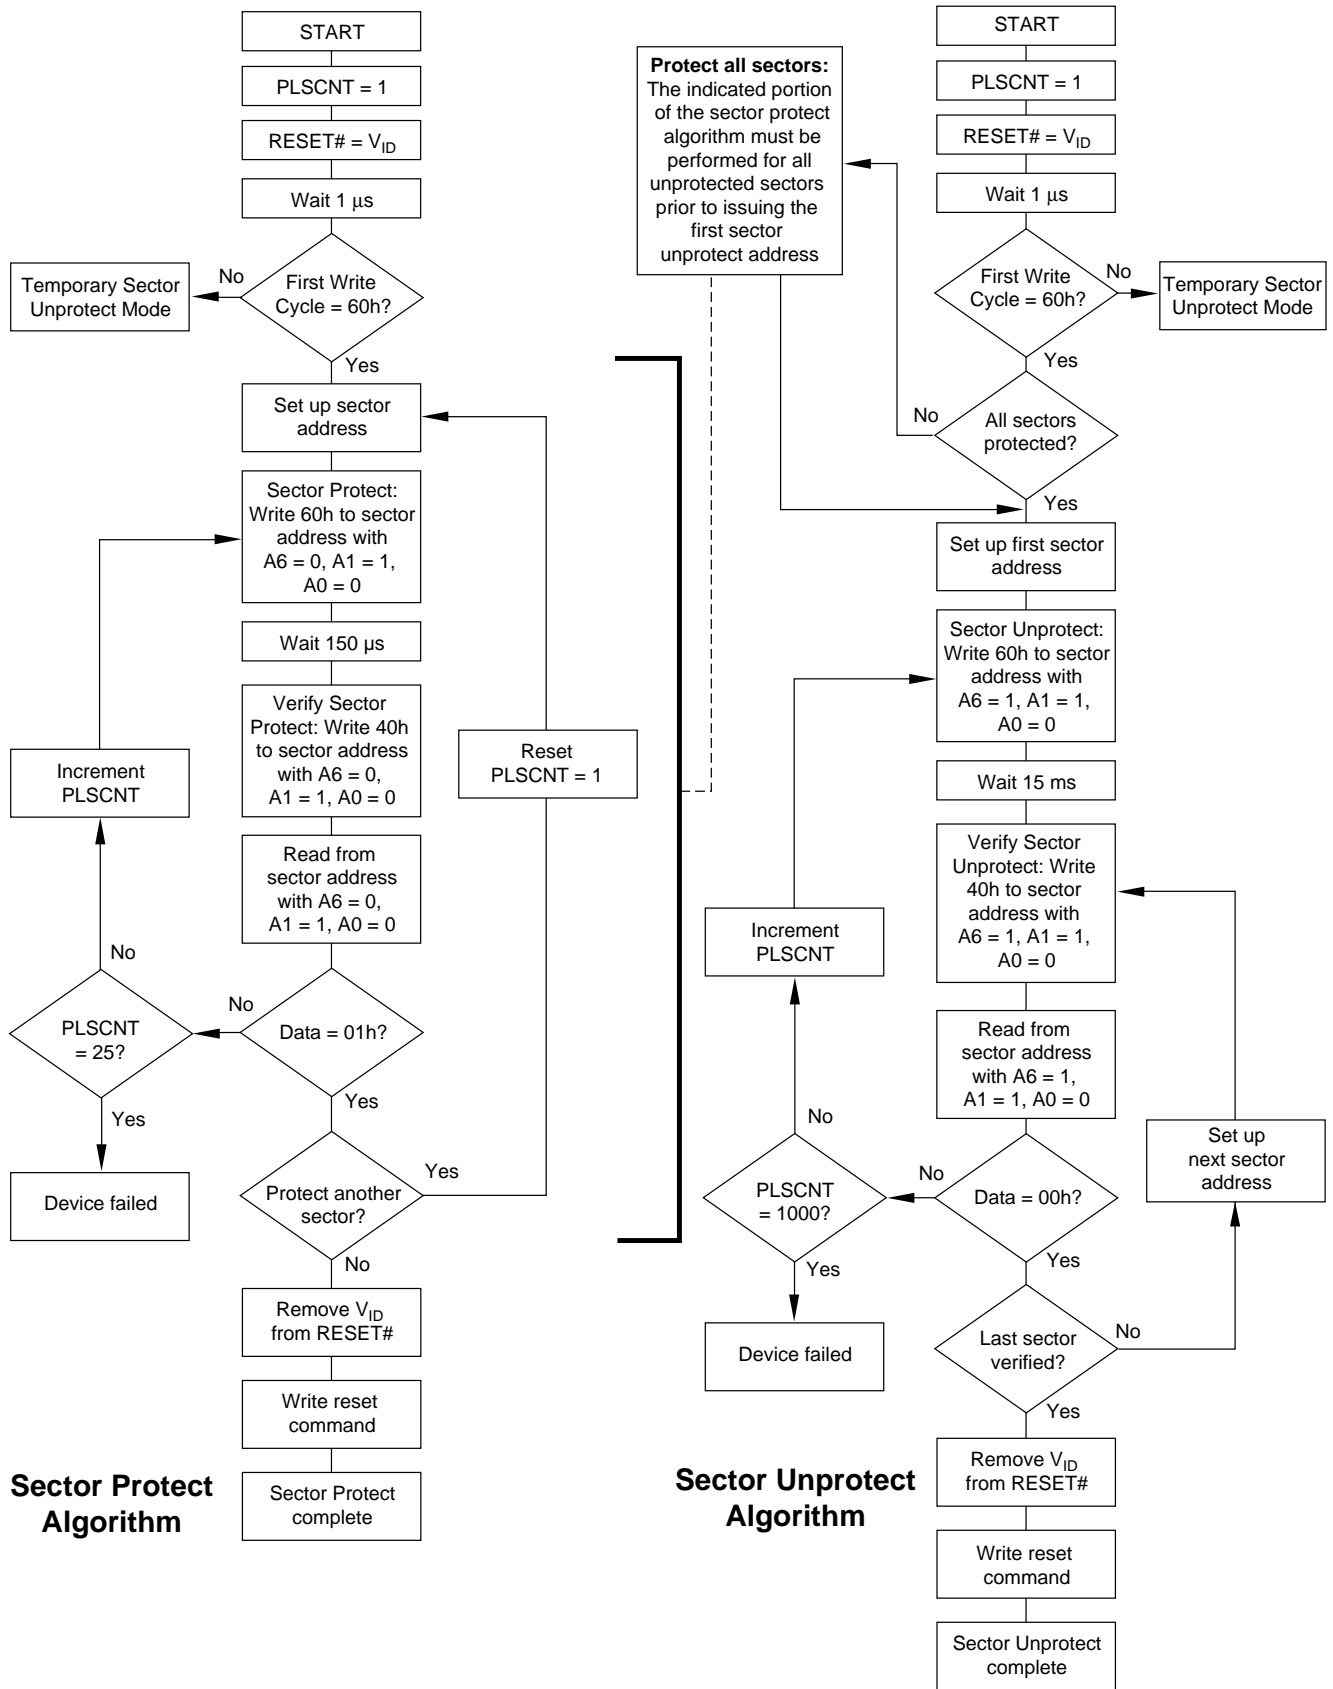 START
PLSCNT = 1
RESET# = VID
Wait 1 μs
First Write
Cycle = 60h?
No
Temporary Sector
Unprotect Mode
Yes
Set up sector
address
Sector Protect:
Write 60h to sector
address with
A6 = 0, A1 = 1,
A0 = 0
Wait 150 µs
Verify Sector
Protect: Write 40h
to sector address
with A6 = 0,
A1 = 1, A0 = 0
Reset
PLSCNT = 1
Increment
PLSCNT
Read from
sector address
with A6 = 0,
A1 = 1, A0 = 0
No
PLSCNT
= 25?
No
Data = 01h?
Yes
Yes
Device failed
Protect another
sector?
Yes
No
Remove VID
from RESET#
Write reset
command
Sector Protect
complete
Sector Protect
Algorithm
Protect all sectors:
The indicated portion
of the sector protect
algorithm must be
performed for all
unprotected sectors
prior to issuing the
first sector
unprotect address
START
PLSCNT = 1
RESET# = VID
Wait 1 μs
First Write
Cycle = 60h?
No
Temporary Sector
Unprotect Mode
Yes
All sectors
protected?
No
Yes
Set up first sector
address
Sector Unprotect:
Write 60h to sector
address with
A6 = 1, A1 = 1,
A0 = 0
Wait 15 ms
Verify Sector
Unprotect: Write
40h to sector
address with
A6 = 1, A1 = 1,
A0 = 0
Increment
PLSCNT
Read from
sector address
with A6 = 1,
A1 = 1, A0 = 0
No
PLSCNT
= 1000?
No
Data = 00h?
Set up
next sector
address
Yes
Yes
Device failed
Last sector
verified?
No
Yes
Remove VID
from RESET#
Write reset
command
Sector Unprotect
complete
Sector Unprotect
Algorithm